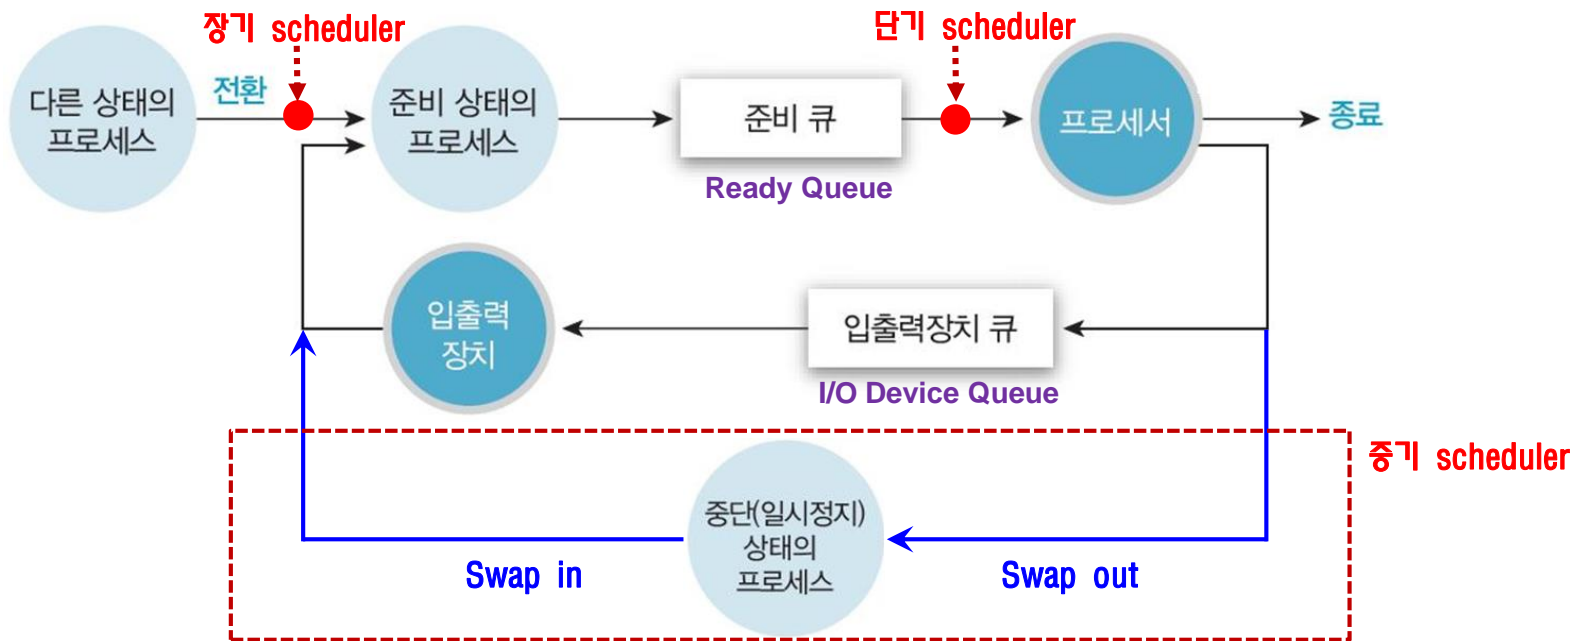 장기 scheduler
단기 scheduler
다른 상태의
프로세스
전환
준비 상태의
프로세스
준비 큐
Ready Queue
프로세서
종료
입출력
장치
입출력장치 큐
I/O Device Queue
중기 scheduler
중단(일시정지)
상태의
프로세스
Swap in
Swap out